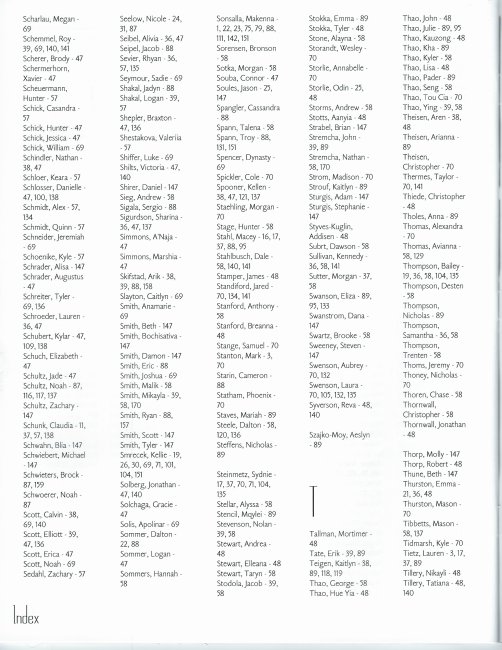 Scharlau, Megan -
69
Schemmel, Roy -
39, 69, 140, 141
Scherer, Brody - 47
Schermerhorn,
Xavier - 47
Scheuermann,
Hunter - 57
Schick, Casandra -
57
Schick, Hunter - 47
Schick, Jessica - 47
Schick, William - 69
Schindler, Nathan -
38, 47
Schloer, Keara - 57
Schlosser, Danielle -
47, 100, 138
Schmidt, Alex - 57,
134
Schmidt, Quinn - 57
Schneider, Jeremiah
- 69
Schoenike, Kyle - 57
Schrader, Alisa - 147
Schrader, Augustus
- 47
Schreiter, Tyler -
69, 136
Schroeder, Lauren -
36, 47
Schubert, Kylar - 47,
109, 138
Schuch, Elizabeth -
47
Schultz, Jade - 47
Schultz, Noah - 87,
116, 117, 137
Schultz, Zachary -
147
Schunk, Claudia - 11,
37, 57, 138
Schwahn, Blia - 147
Schwiebert, Michael
- 147
Schwieters, Brock -
87, 159
Schwoerer, Noah -
87
Scott, Calvin - 38,
69, 140
Scott, Elliott - 39,
47, 136
Scott, Erica - 47
Scott, Noah - 69
Sedahl, Zachary - 57
Seelow, Nicole - 24,
31, 87
Seibel, Alivia - 36, 47
Seipel, Jacob - 88
Sevier, Rhyan - 36,
57, 135
Seymour, Sadie - 69
Shakal, Jadyn - 88
Shakal, Logan - 39,
57
Shepler, Braxton -
47, 136
Shestakova, Valeriia
- 57
Shiffer, Luke - 69
Shilts, Victoria - 47,
140
Shirer, Daniel - 147
Sieg, Andrew - 58
Sigala, Sergio - 88
Sigurdson, Sharina -
36, 47, 137
Simmons, A'Naja -
47
Simmons, Marshia -
47
Skifstad, Arik - 38,
39, 88, 158
Slayton, Caitlyn - 69
Smith, Anamarie -
69
Smith, Beth - 147
Smith, Bochisativa -
147
Smith, Damon - 147
Smith, Eric - 88
Smith, Joshua - 69
Smith, Malik - 58
Smith, Mikayla - 39,
58, 170
Smith, Ryan - 88,
157
Smith, Scott - 147
Smith, Tyler - 147
Smrecek, Kellie - 19,
26, 30, 69, 71, 101,
104, 151
Solberg, Jonathan -
47, 140
Solchaga, Gracie -
47
Solis, Apolinar - 69
Sommer, Dalton -
22, 88
Sommer, Logan -
47
Sommers, Hannah -
58
Sonsalla, Makenna -
1, 22, 23, 75, 79, 88,
111, 142, 151
Sorensen, Bronson
- 58
Sotka, Morgan - 58
Souba, Connor - 47
Soules, Jason - 25,
147
Spangler, Cassandra
- 88
Spann, Talena - 58
Spann, Troy - 88,
131, 151
Spencer, Dynasty -
69
Spickler, Cole - 70
Spooner, Kellen -
38, 47, 121, 137
Staehling, Morgan -
70
Stage, Hunter - 58
Stahl, Macey - 16, 17,
37, 88, 95
Stahlbusch, Dale -
58, 140, 141
Stamper, James - 48
Standiford, Jared -
70, 134, 141
Stanford, Anthony -
58
Stanford, Breanna -
48
Stange, Samuel - 70
Stanton, Mark - 3,
70
Starin, Cameron -
88
Statham, Phoenix -
70
Staves, Mariah - 89
Steele, Dalton - 58,
120, 136
Steffens, Nicholas -
89
Steinmetz, Sydnie -
17, 37, 70, 71, 104,
135
Stellar, Alyssa - 58
Stencil, Mqylei - 89
Stevenson, Nolan -
39, 58
Stewart, Andrea -
48
Stewart, Elleana - 48
Stewart, Taryn - 58
Stodola, Jacob - 39,
58
Stokka, Emma - 89
Stokka, Tyler - 48
Stone, Alayna - 58
Storandt, Wesley -
70
Storlie, Annabelle -
70
Storlie, Odin - 25,
48
Storms, Andrew - 58
Stotts, Aanyia - 48
Strabel, Brian - 147
Stremcha, John -
39, 89
Stremcha, Nathan -
58, 170
Strom, Madison - 70
Strouf, Kaitlyn - 89
Sturgis, Adam - 147
Sturgis, Stephanie -
147
Styves-Kuglin,
Addisen - 48
Subrt, Dawson - 58
Sullivan, Kennedy -
36, 58, 141
Sutter, Morgan - 37,
58
Swanson, Eliza - 89,
95, 133
Swanstrom, Dana -
147
Swartz, Brooke - 58
Sweeney, Steven -
147
Swenson, Aubrey -
70, 132
Swenson, Laura -
70, 105, 132, 135
Syverson, Reva - 48,
140
Szajko-Moy, Aeslyn
- 89
T
Tallman, Mortimer -
48
Tate, Erik - 39, 89
Teigen, Kaitlyn - 38,
89, 118, 119
Thao, George - 58
Thao, Hue Yia - 48
Thao, John - 48
Thao, Julie - 89, 95
Thao, Kauzong - 48
Thao, Kha - 89
Thao, Kyler - 58
Thao, Lisa - 48
Thao, Pader - 89
Thao, Seng - 58
Thao, Tou Cia - 70
Thao, Ying - 39, 58
Theisen, Aren - 38,
48
Theisen, Arianna -
89
Theisen,
Christopher - 70
Thermes, Taylor -
70, 141
Thiede, Christopher
- 48
Tholes, Anna - 89
Thomas, Alexandra
- 70
Thomas, Avianna -
58, 129
Thompson, Bailey -
19, 36, 58, 104, 135
Thompson, Desten
- 58
Thompson,
Nicholas - 89
Thompson,
Samantha - 36, 58
Thompson,
Trenten - 58
Thoms, Jeremy - 70
Thoney, Nicholas -
70
Thoren, Chase - 58
Thornwall,
Christopher - 58
Thornwall, Jonathan
- 48
Thorp, Molly - 147
Thorp, Robert - 48
Thune, Beth - 147
Thurston, Emma -
21, 36, 48
Thurston, Mason -
70
Tibbetts, Mason -
58, 137
Tidmarsh, Kyle - 70
Tietz, Lauren - 3, 17,
37, 89
Tillery, Nikayli - 48
Tillery, Tatiana - 48,
140
Index